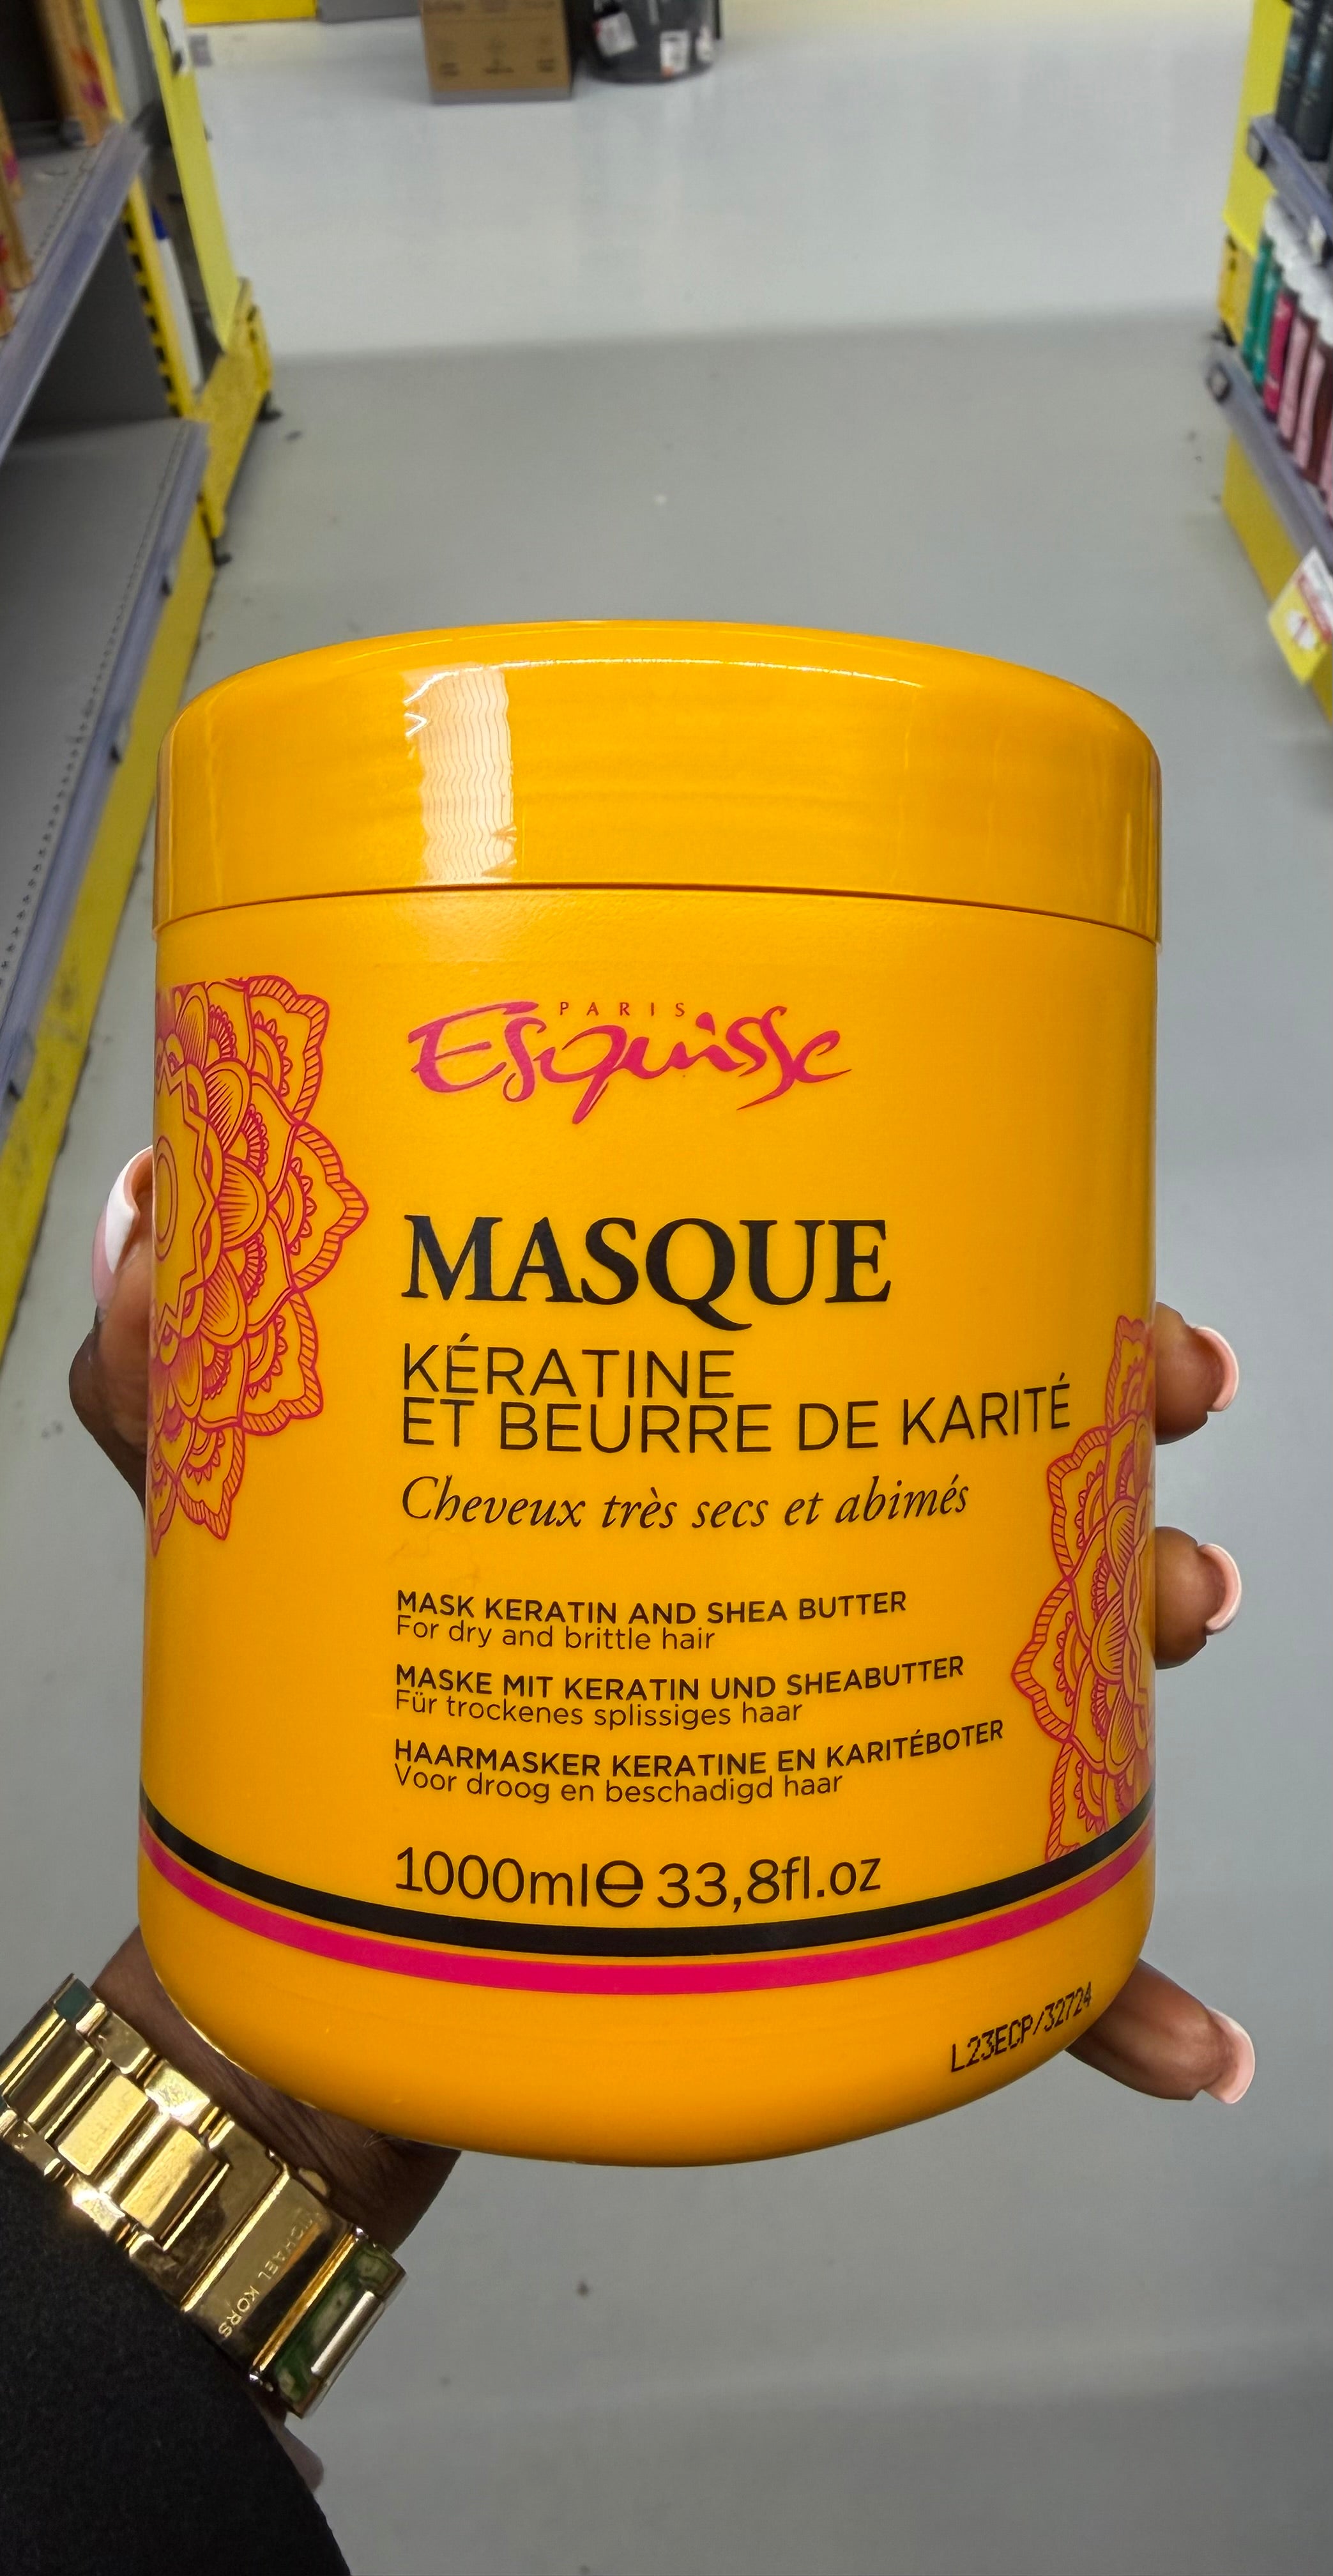 PARIS
Esquisse
MASQUE
KÉRATINE
ET BEURRE DE KARITÉ
Cheveux très secs et abimés
MASK KERATIN AND SHEA BUTTER
For dry and brittle hair
MASKE MIT KERATIN UND SHEABUTTER
Für trockenes splissiges haar
HAARMASKER KERATINE EN KARITÉBOTER
Voor droog en beschadigd haar
1000ml℮ 33,8fl.oz
L23ECP/32724
MICHAEL KORS